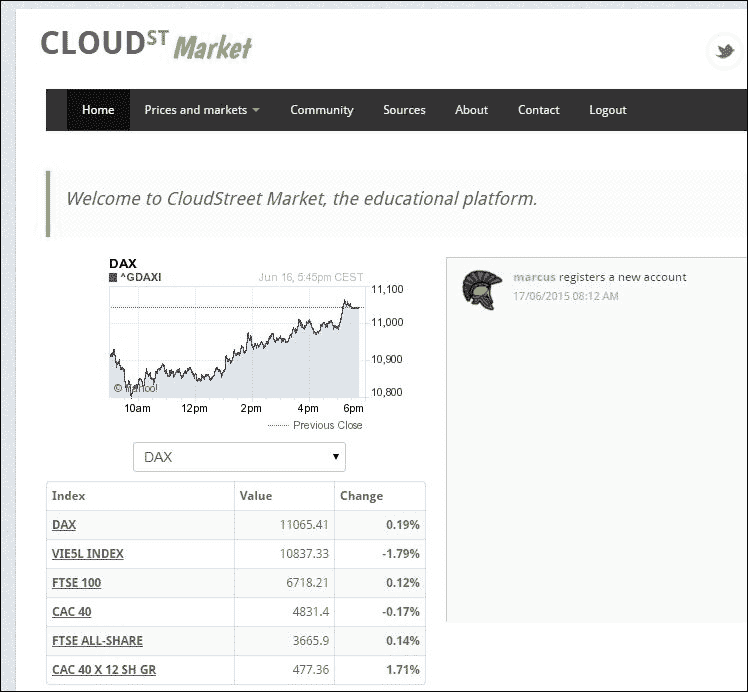 CLOUDST Market
Home Prices and markets Community Sources About Contact Logout
Welcome to CloudStreet Market, the educational platform.
DAX
^GDAXI Jun 16, 5:45pm CEST
11,100
11,000
10,900
10,800
©
10am 12pm 2pm 4pm 6pm
Previous Close
DAX
Index Value Change
DAX 11065.41 0.19%
VIE5L INDEX 10837.33 -1.79%
FTSE 100 6718.21 0.12%
CAC 40 4831.4 -0.17%
FTSE ALL-SHARE 3665.9 0.14%
CAC 40 X 12 SH GR 477.36 1.71%
marcus registers a new account
17/06/2015 08:12 AM